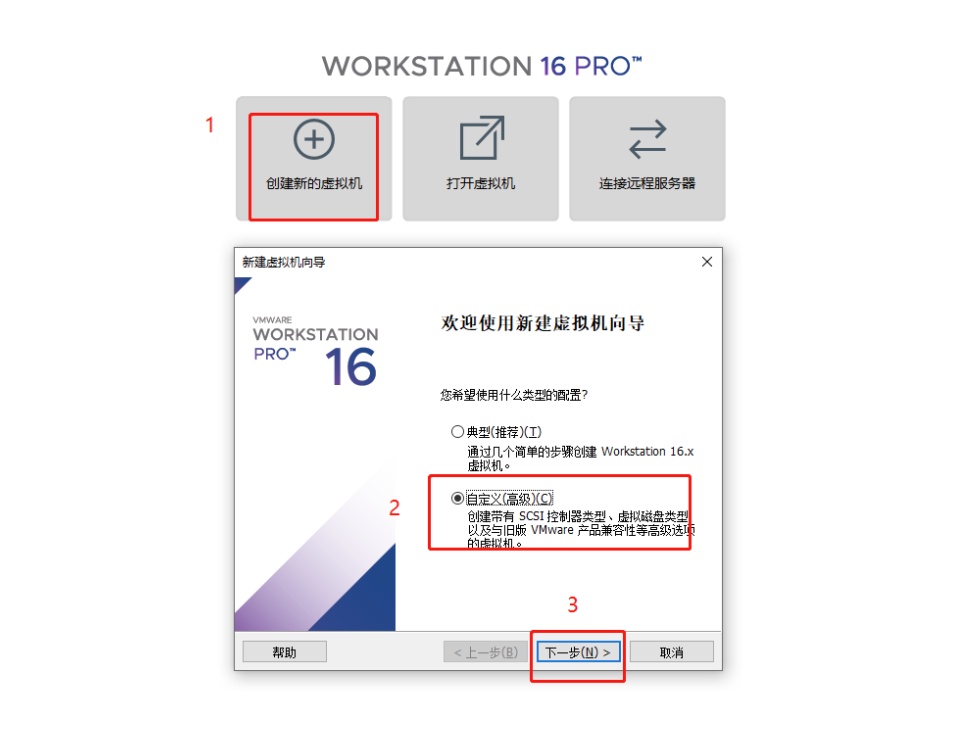 WORKSTATION 16 PRO™
1
创建新的虚拟机
打开虚拟机
连接远程服务器
新建虚拟机向导
VMWARE
WORKSTATION
PRO™ 16
欢迎使用新建虚拟机向导
您希望使用什么类型的配置?
典型(推荐)(T)
通过几个简单的步骤创建 Workstation 16.x
虚拟机。
2
自定义(高级)(C)
创建带有 SCSI 控制器类型、虚拟磁盘类型
以及与旧版 VMware 产品兼容性等高级选项
的虚拟机。
3
帮助
< 上一步(B)
下一步(N) >
取消